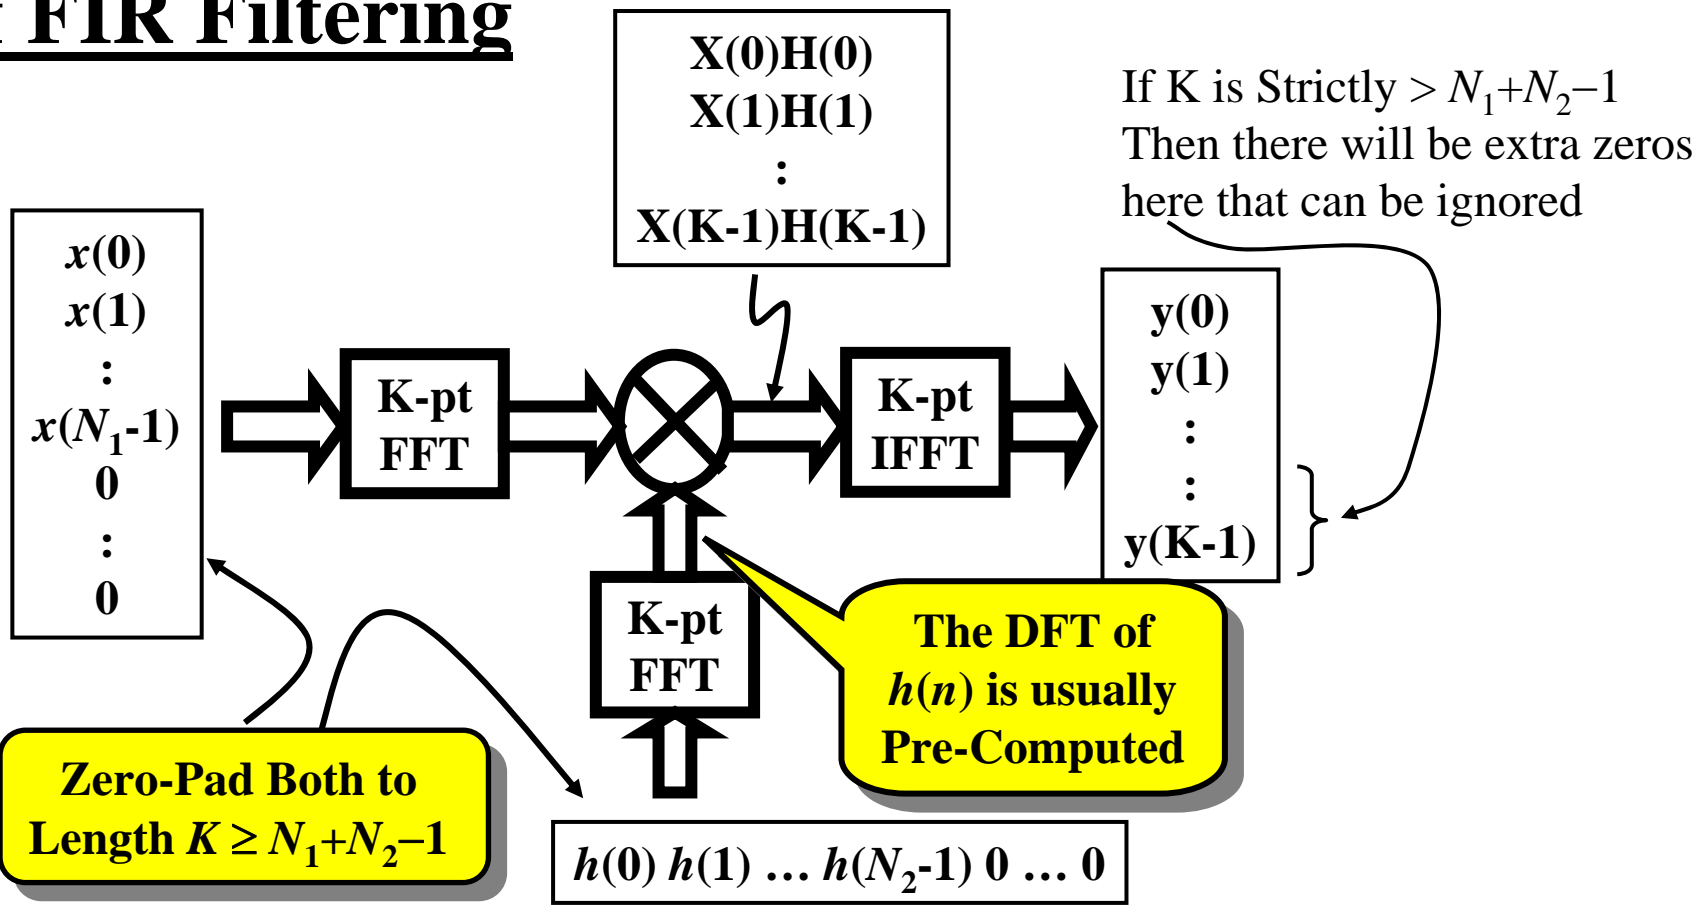 FIR Filtering
X(0)H(0)
X(1)H(1)
:
X(K-1)H(K-1)
If K is Strictly > N₁+N₂−1
Then there will be extra zeros
here that can be ignored
x(0)
x(1)
:
x(N₁-1)
0
:
0
K-pt
FFT
K-pt
IFFT
y(0)
y(1)
:
:
y(K-1)
K-pt
FFT
The DFT of
h(n) is usually
Pre-Computed
Zero-Pad Both to
Length K ≥ N₁+N₂−1
h(0) h(1) … h(N₂-1) 0 … 0